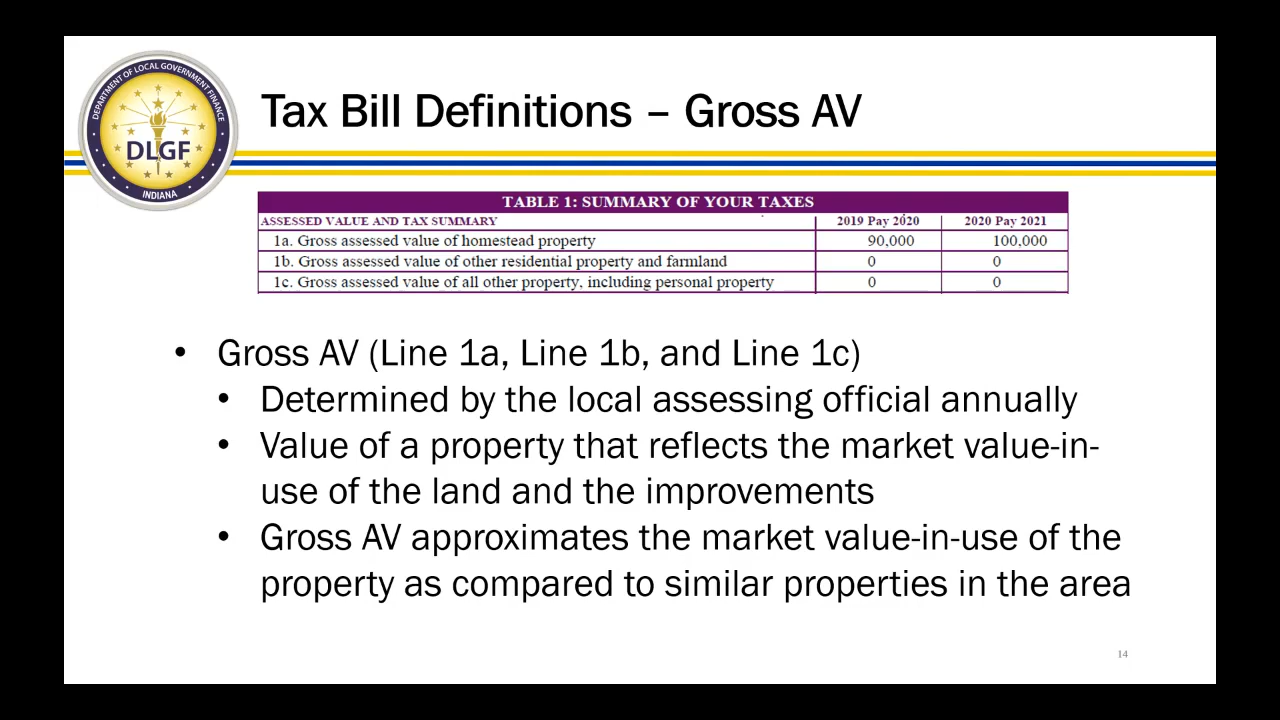 DEPARTMENT OF LOCAL GOVERNMENT FINANCE
DLGF
INDIANA
Tax Bill Definitions – Gross AV
TABLE 1: SUMMARY OF YOUR TAXES
ASSESSED VALUE AND TAX SUMMARY 2019 Pay 2020 2020 Pay 2021
1a. Gross assessed value of homestead property 90,000 100,000
1b. Gross assessed value of other residential property and farmland 0 0
1c. Gross assessed value of all other property, including personal property 0 0
• Gross AV (Line 1a, Line 1b, and Line 1c)
• Determined by the local assessing official annually
• Value of a property that reflects the market value-in-
use of the land and the improvements
• Gross AV approximates the market value-in-use of the
property as compared to similar properties in the area
14